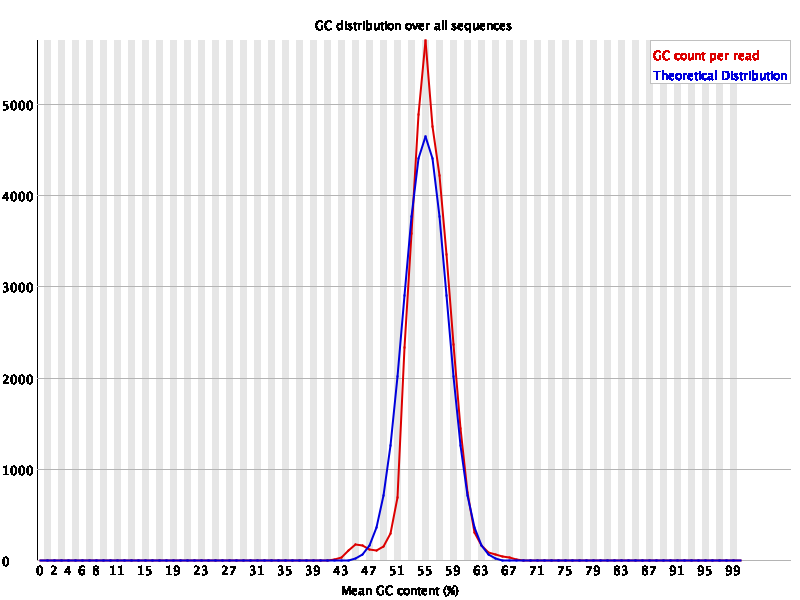 GC distribution over all sequences
GC count per read
Theoretical Distribution
5000
4000
3000
2000
1000
0
0 2 4 6 8 11 15 19 23 27 31 35 39 43 47 51 55 59 63 67 71 75 79 83 87 91 95 99
Mean GC content (%)